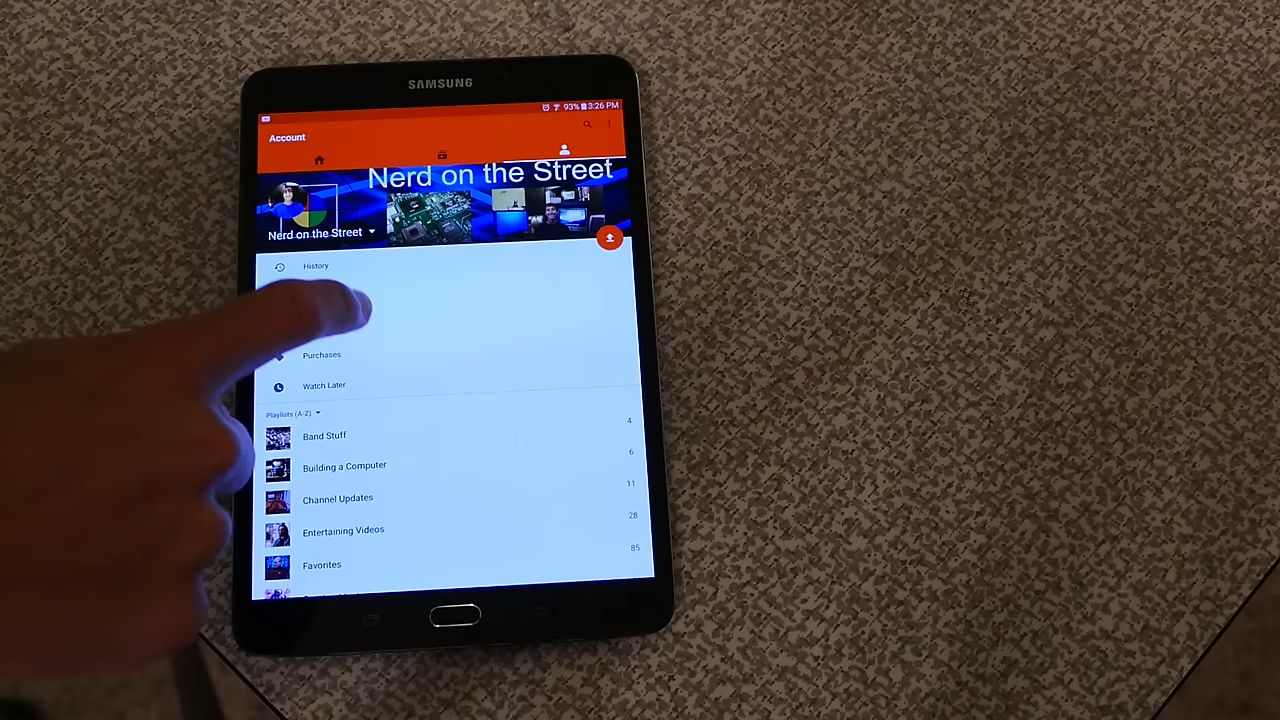 SAMSUNG
93% 3:26 PM
Account
Nerd on the Street
Nerd on the Street
History
Purchases
Watch Later
Playlists (A-Z)
Band Stuff 4
Building a Computer 6
Channel Updates 11
Entertaining Videos 28
Favorites 85